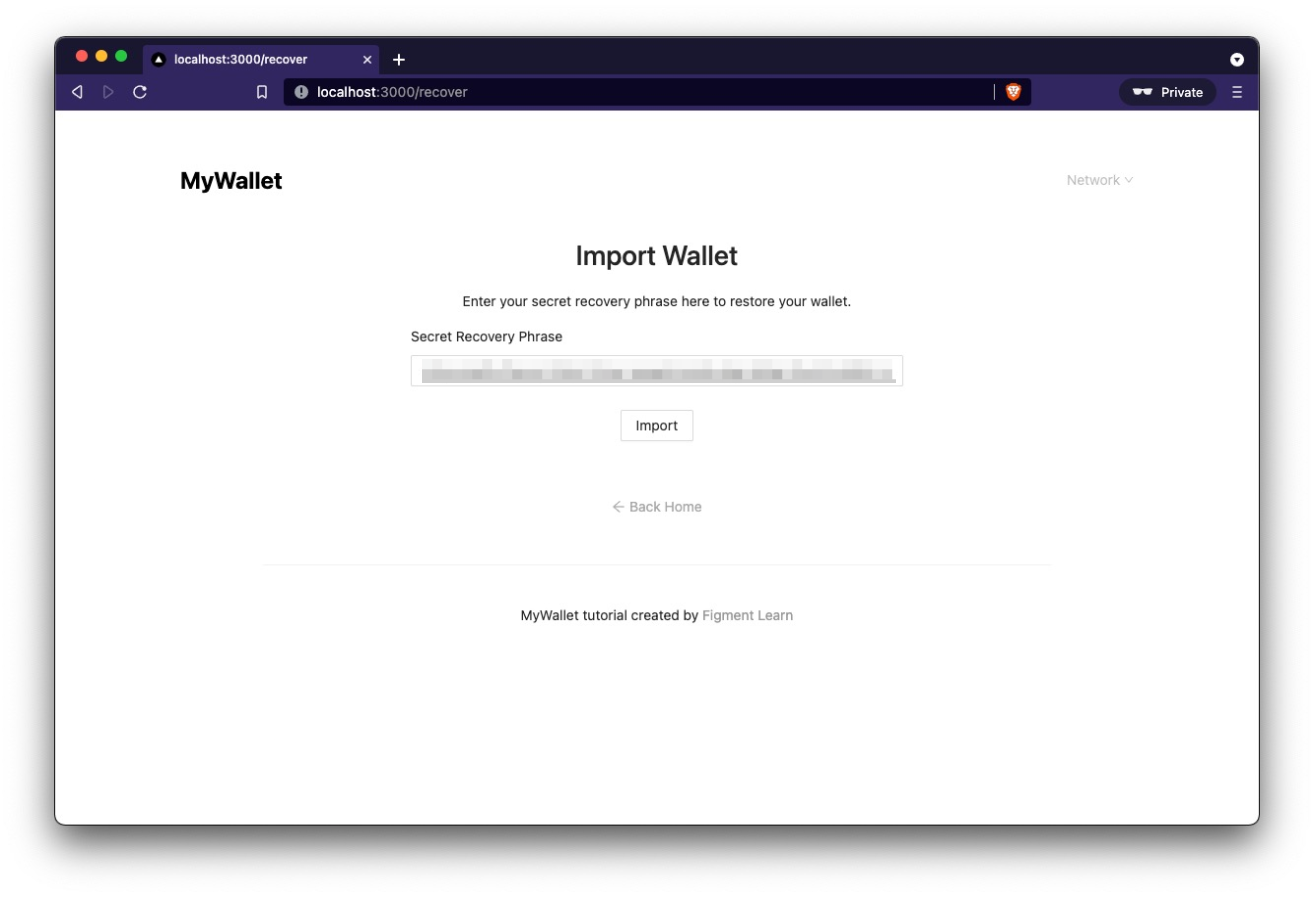 localhost:3000/recover
localhost:3000/recover
Private
MyWallet
Network
Import Wallet
Enter your secret recovery phrase here to restore your wallet.
Secret Recovery Phrase
Import
← Back Home
MyWallet tutorial created by Figment Learn